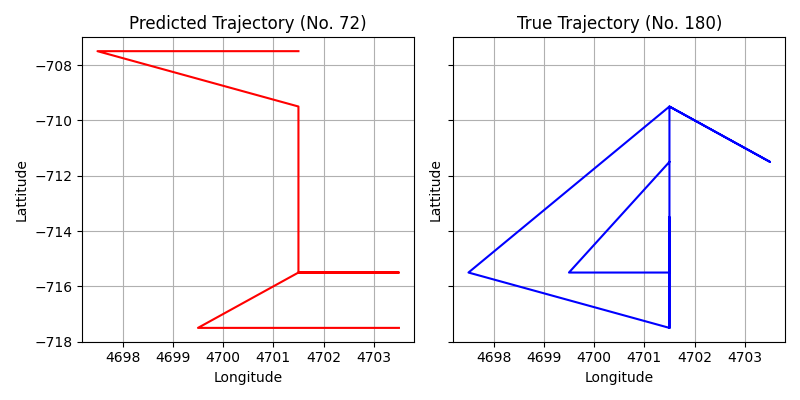 Predicted Trajectory (No. 72)
True Trajectory (No. 180)
−708
−710
−712
−714
−716
−718
Lattitude
Lattitude
4698 4699 4700 4701 4702 4703
4698 4699 4700 4701 4702 4703
Longitude
Longitude